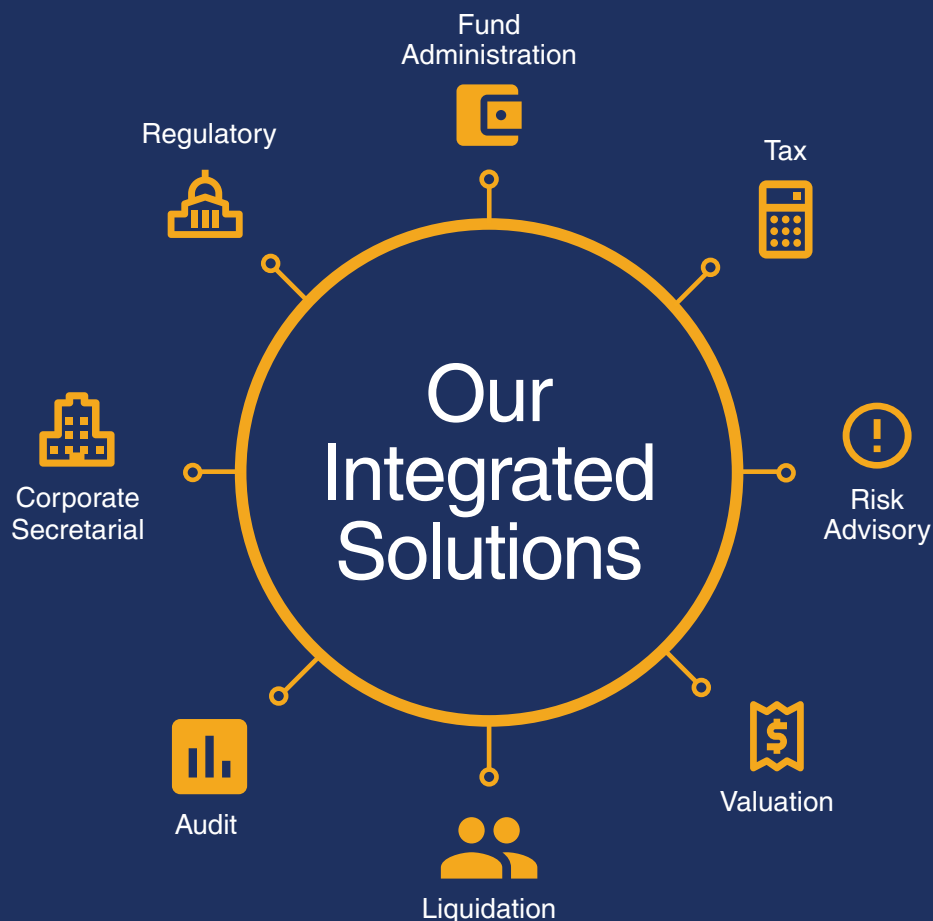 Fund
Administration
Regulatory
Tax
Our
Integrated
Solutions
Corporate
Secretarial
Risk
Advisory
Valuation
Audit
Liquidation